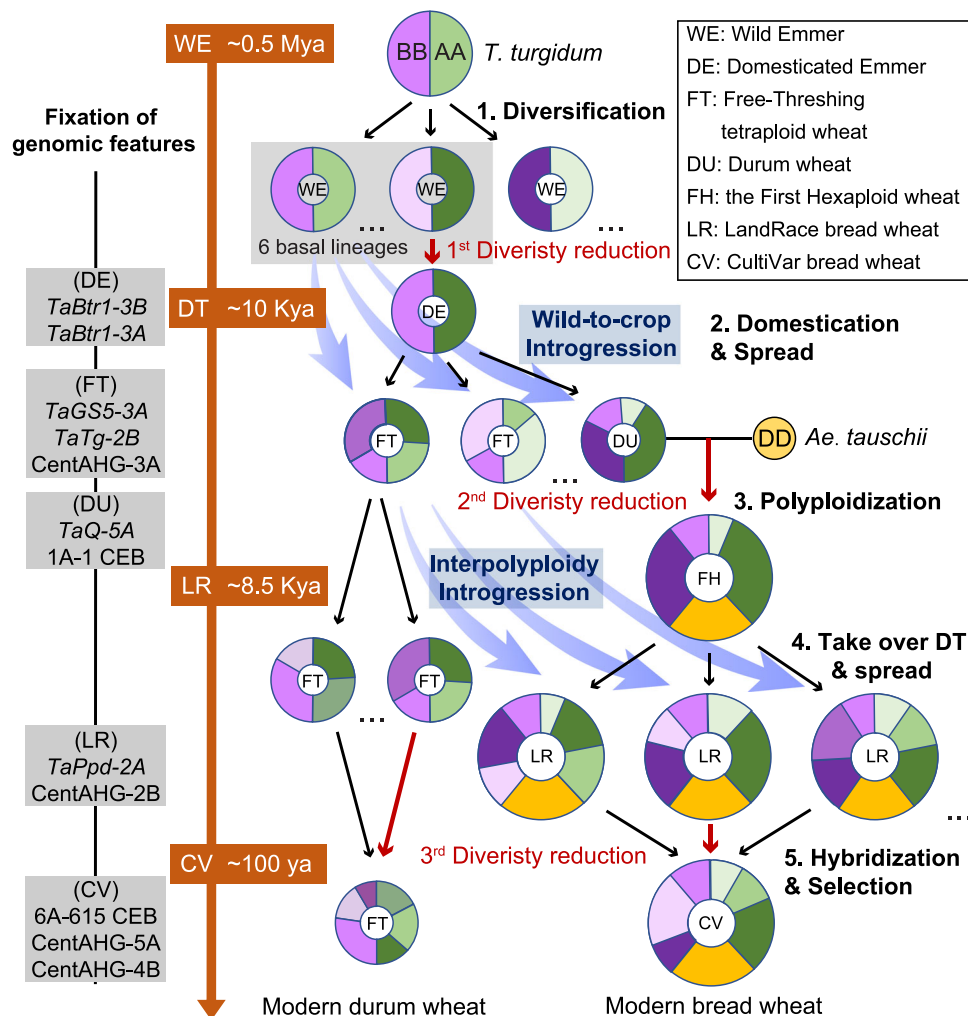 WE ~0.5 Mya
BB AA
T. turgidum
WE: Wild Emmer
DE: Domesticated Emmer
FT: Free-Threshing
tetraploid wheat
DU: Durum wheat
FH: the First Hexaploid wheat
LR: LandRace bread wheat
CV: CultiVar bread wheat
Fixation of
genomic features
1. Diversification
WE
WE
WE
...
...
6 basal lineages
1st Diveristy reduction
(DE)
TaBtr1-3B
TaBtr1-3A
DT ~10 Kya
DE
Wild-to-crop
Introgression
2. Domestication
& Spread
(FT)
TaGS5-3A
TaTg-2B
CentAHG-3A
FT
FT
DU
...
DD
Ae. tauschii
2nd Diveristy reduction
3. Polyploidization
(DU)
TaQ-5A
1A-1 CEB
LR ~8.5 Kya
Interpolyploidy
Introgression
FH
4. Take over DT
& spread
FT
FT
...
LR
LR
LR
...
(LR)
TaPpd-2A
CentAHG-2B
CV ~100 ya
3rd Diveristy reduction
5. Hybridization
& Selection
(CV)
6A-615 CEB
CentAHG-5A
CentAHG-4B
FT
CV
Modern durum wheat
Modern bread wheat